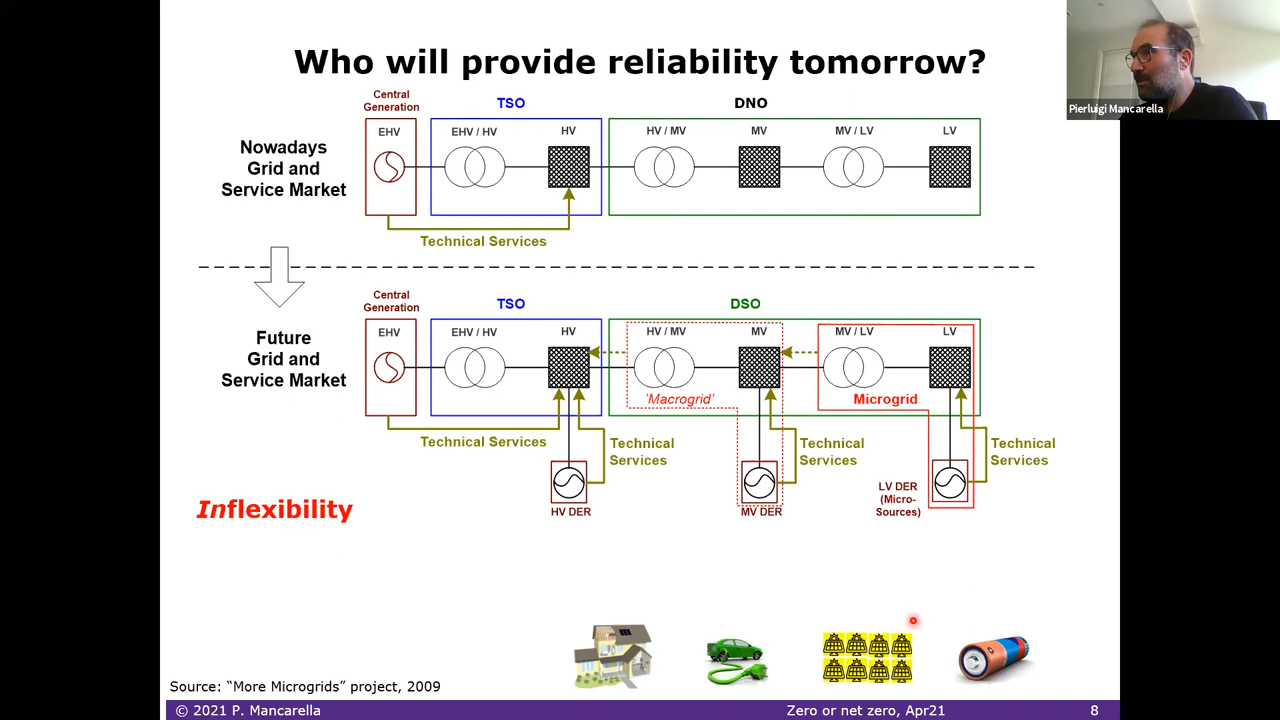 Who will provide reliability tomorrow?
Pierluigi Mancarella
Central
Generation
TSO
DNO
Nowadays
Grid and
Service Market
EHV
EHV / HV
HV
HV / MV
MV
MV / LV
LV
Technical Services
Central
Generation
TSO
DSO
Future
Grid and
Service Market
EHV
EHV / HV
HV
HV / MV
MV
MV / LV
LV
'Macrogrid'
Microgrid
Technical Services
Technical
Services
Technical
Services
Technical
Services
HV DER
MV DER
LV DER
(Micro-
Sources)
Inflexibility
Source: “More Microgrids” project, 2009
© 2021 P. Mancarella
Zero or net zero, Apr21
8